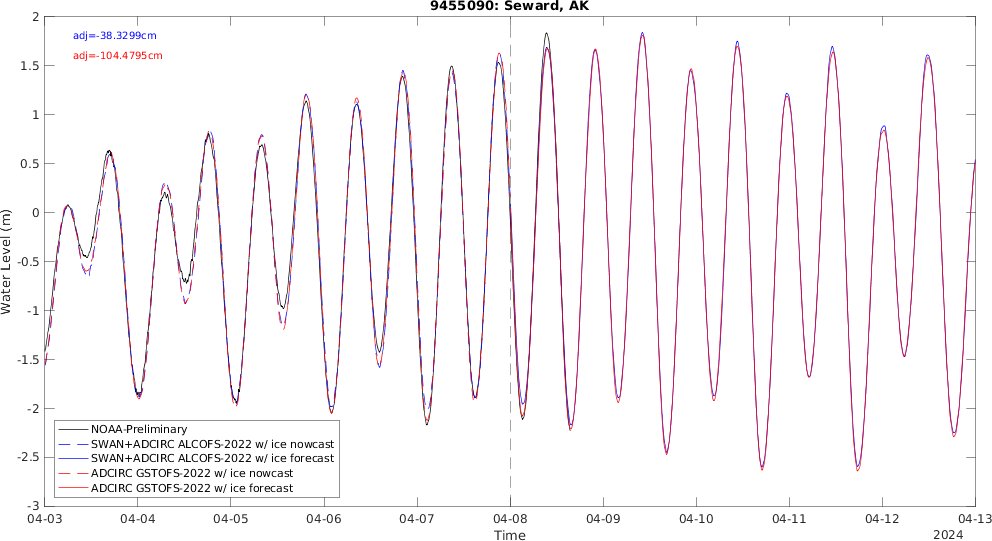 9455090: Seward, AK
adj=-38.3299cm
adj=-104.4795cm
Water Level (m)
2
1.5
1
0.5
0
-0.5
-1
-1.5
-2
-2.5
-3
NOAA-Preliminary
SWAN+ADCIRC ALCOFS-2022 w/ ice nowcast
SWAN+ADCIRC ALCOFS-2022 w/ ice forecast
ADCIRC GSTOFS-2022 w/ ice nowcast
ADCIRC GSTOFS-2022 w/ ice forecast
04-03 04-04 04-05 04-06 04-07 04-08 04-09 04-10 04-11 04-12 04-13
Time
2024